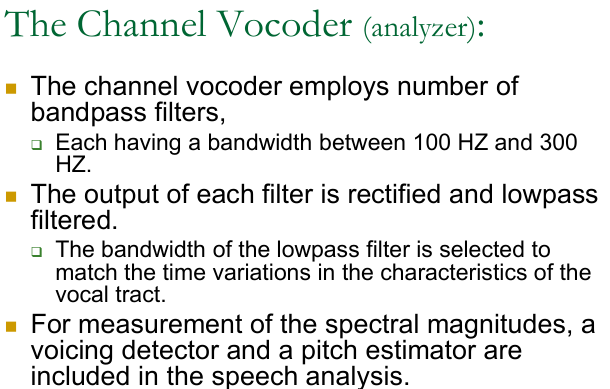 The Channel Vocoder (analyzer):
The channel vocoder employs number of
bandpass filters,
Each having a bandwidth between 100 HZ and 300
HZ.
The output of each filter is rectified and lowpass
filtered.
The bandwidth of the lowpass filter is selected to
match the time variations in the characteristics of the
vocal tract.
For measurement of the spectral magnitudes, a
voicing detector and a pitch estimator are
included in the speech analysis.